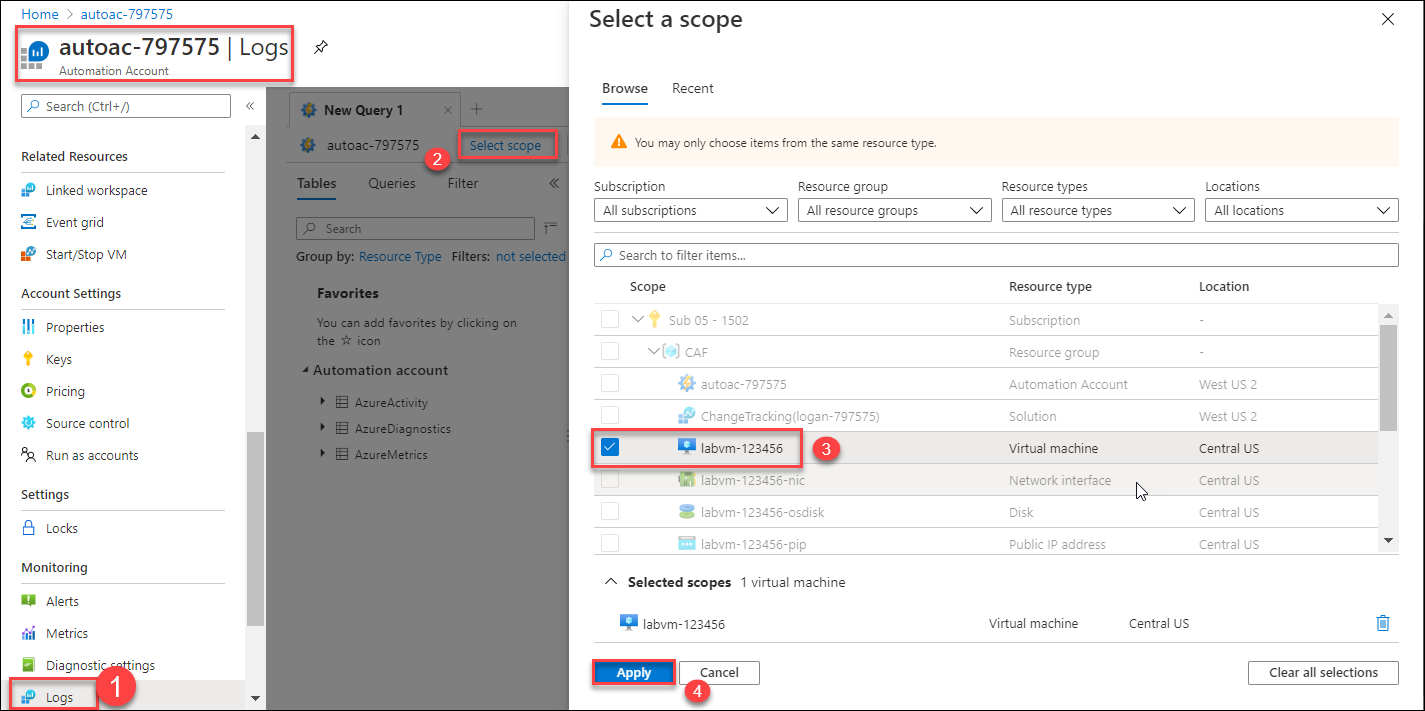 Home > autoac-797575
autoac-797575 | Logs
Automation Account
Search (Ctrl+/)
«
Related Resources
Linked workspace
Event grid
Start/Stop VM
Account Settings
Properties
Keys
Pricing
Source control
Run as accounts
Settings
Locks
Monitoring
Alerts
Metrics
Diagnostic settings
Logs
1
New Query 1
autoac-797575
Select scope
2
Tables Queries Filter «
Search
Group by: Resource Type Filters: not selected
Favorites
You can add favorites by clicking on
the ☆ icon
Automation account
AzureActivity
AzureDiagnostics
AzureMetrics
Select a scope
Browse Recent
You may only choose items from the same resource type.
Subscription Resource group Resource types Locations
All subscriptions All resource groups All resource types All locations
Search to filter items...
Scope Resource type Location
Sub 05 - 1502 Subscription -
CAF Resource group -
autoac-797575 Automation Account West US 2
ChangeTracking(logan-797575) Solution West US 2
labvm-123456 3 Virtual machine Central US
labvm-123456-nic Network interface Central US
labvm-123456-osdisk Disk Central US
labvm-123456-pip Public IP address Central US
Selected scopes 1 virtual machine
labvm-123456 Virtual machine Central US
Apply Cancel Clear all selections
4